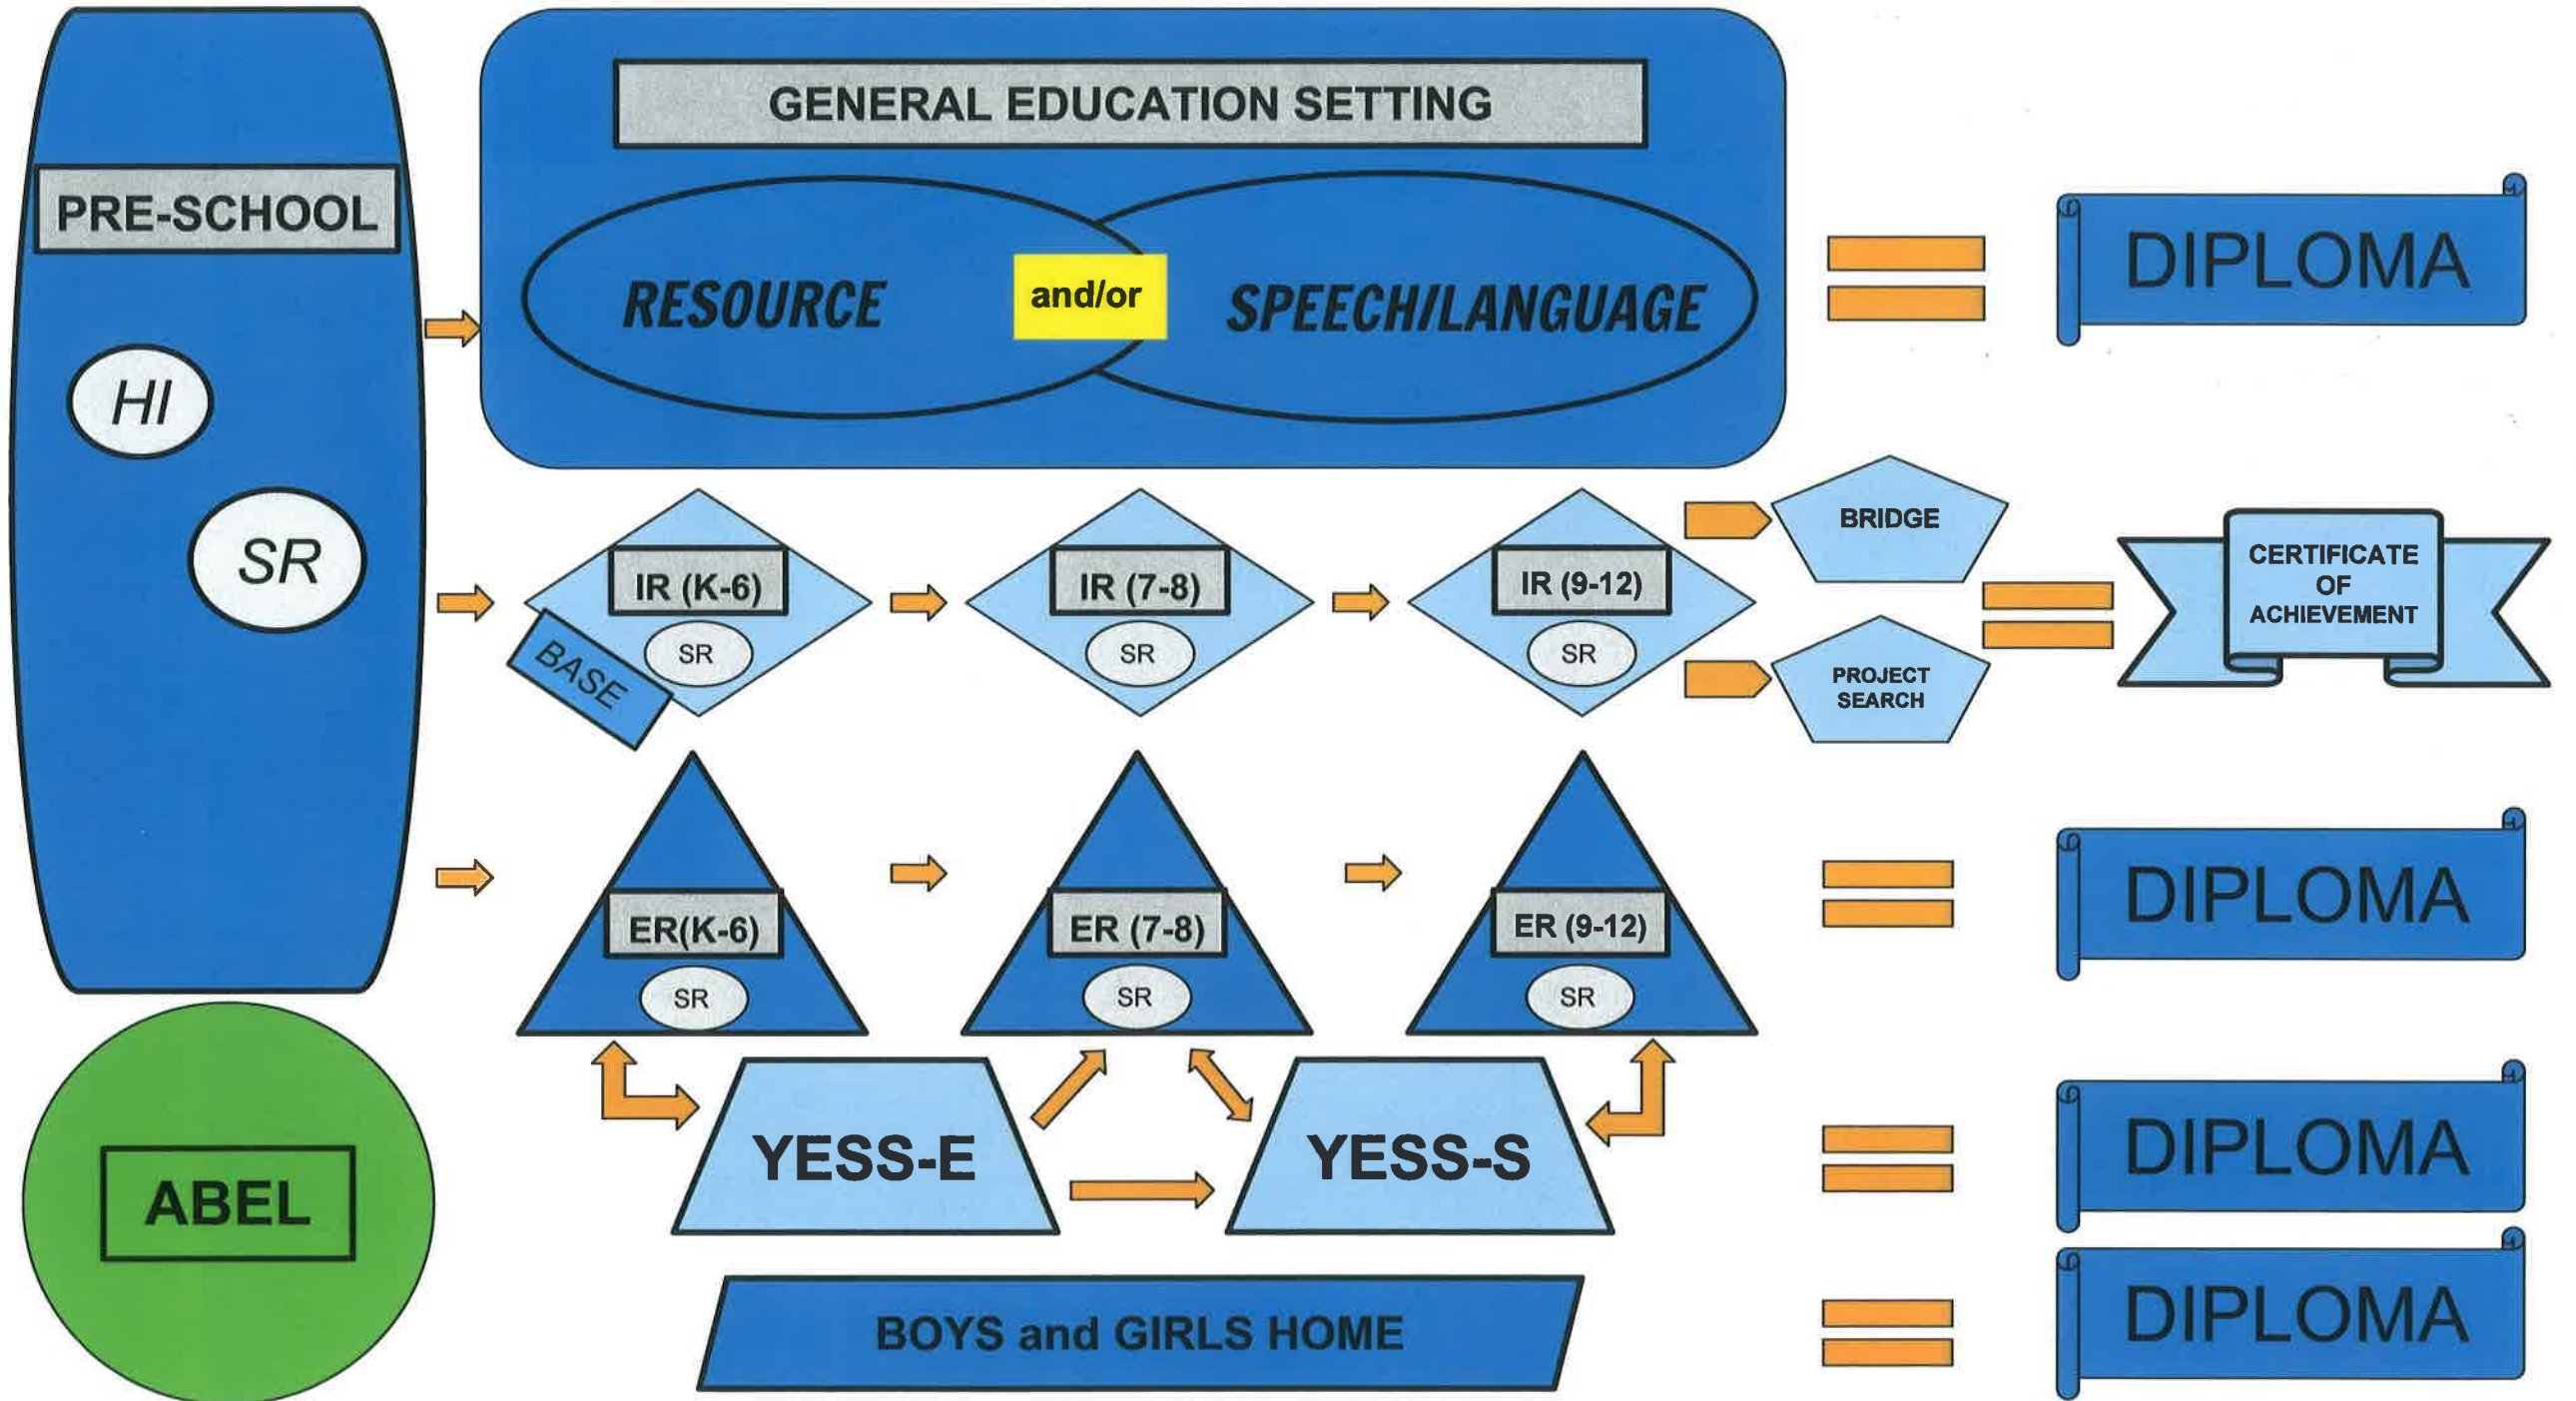 PRE-SCHOOL
HI
SR
GENERAL EDUCATION SETTING
RESOURCE
and/or
SPEECH/LANGUAGE
DIPLOMA
IR (K-6)
SR
BASE
IR (7-8)
SR
IR (9-12)
SR
BRIDGE
PROJECT
SEARCH
CERTIFICATE
OF
ACHIEVEMENT
ER(K-6)
SR
ER (7-8)
SR
ER (9-12)
SR
DIPLOMA
ABEL
YESS-E
YESS-S
DIPLOMA
BOYS and GIRLS HOME
DIPLOMA